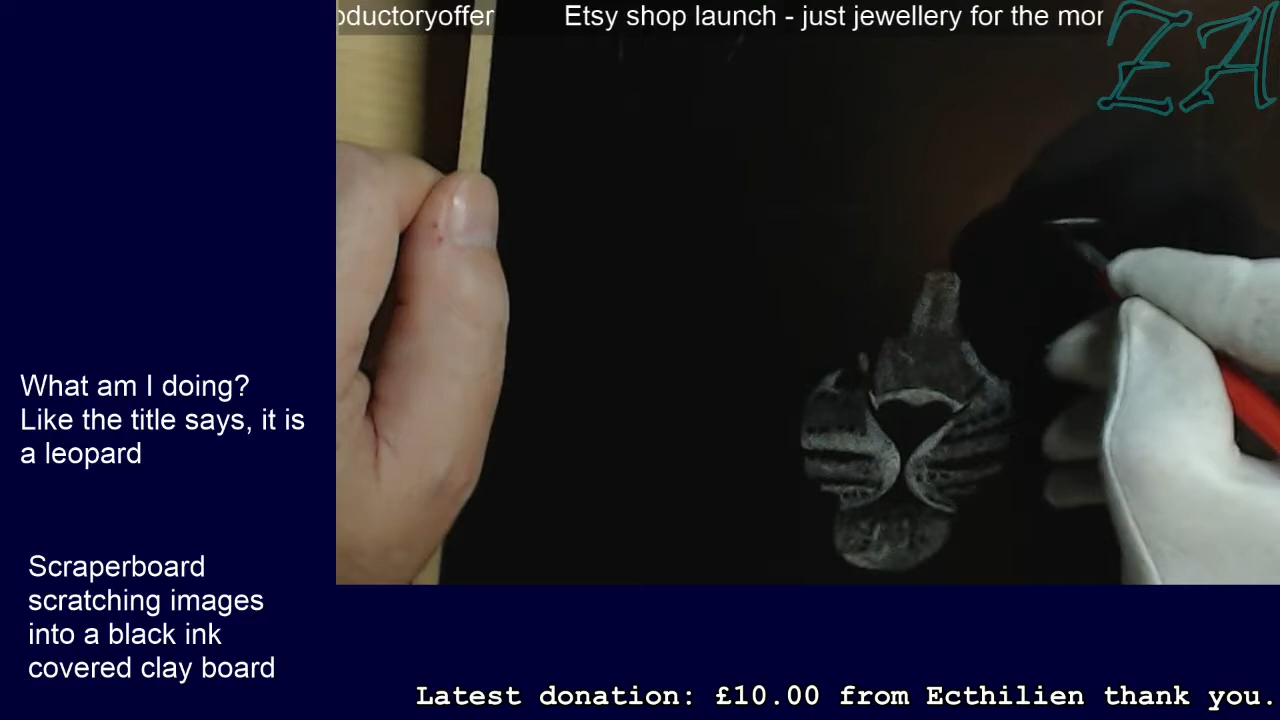 oductoryoffer Etsy shop launch - just jewellery for the mor
ZA
What am I doing?
Like the title says, it is
a leopard
Scraperboard
scratching images
into a black ink
covered clay board
Latest donation: £10.00 from Ecthilien thank you.